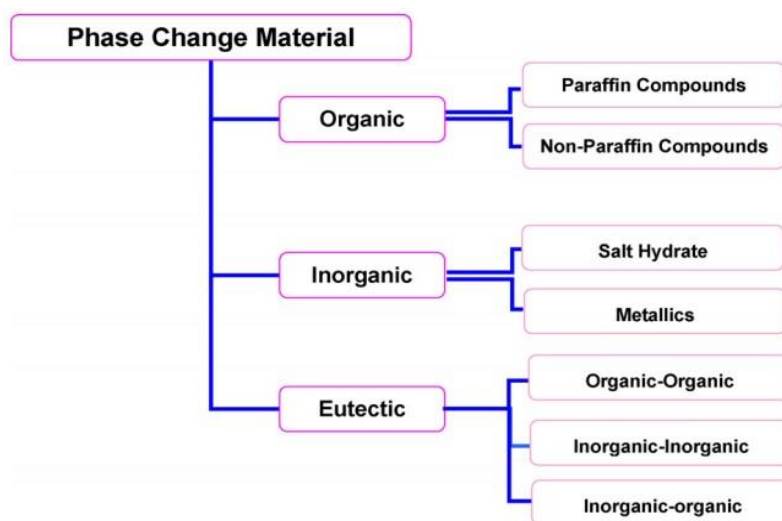 Phase Change Material
Organic
Paraffin Compounds
Non-Paraffin Compounds
Inorganic
Salt Hydrate
Metallics
Eutectic
Organic-Organic
Inorganic-Inorganic
Inorganic-organic